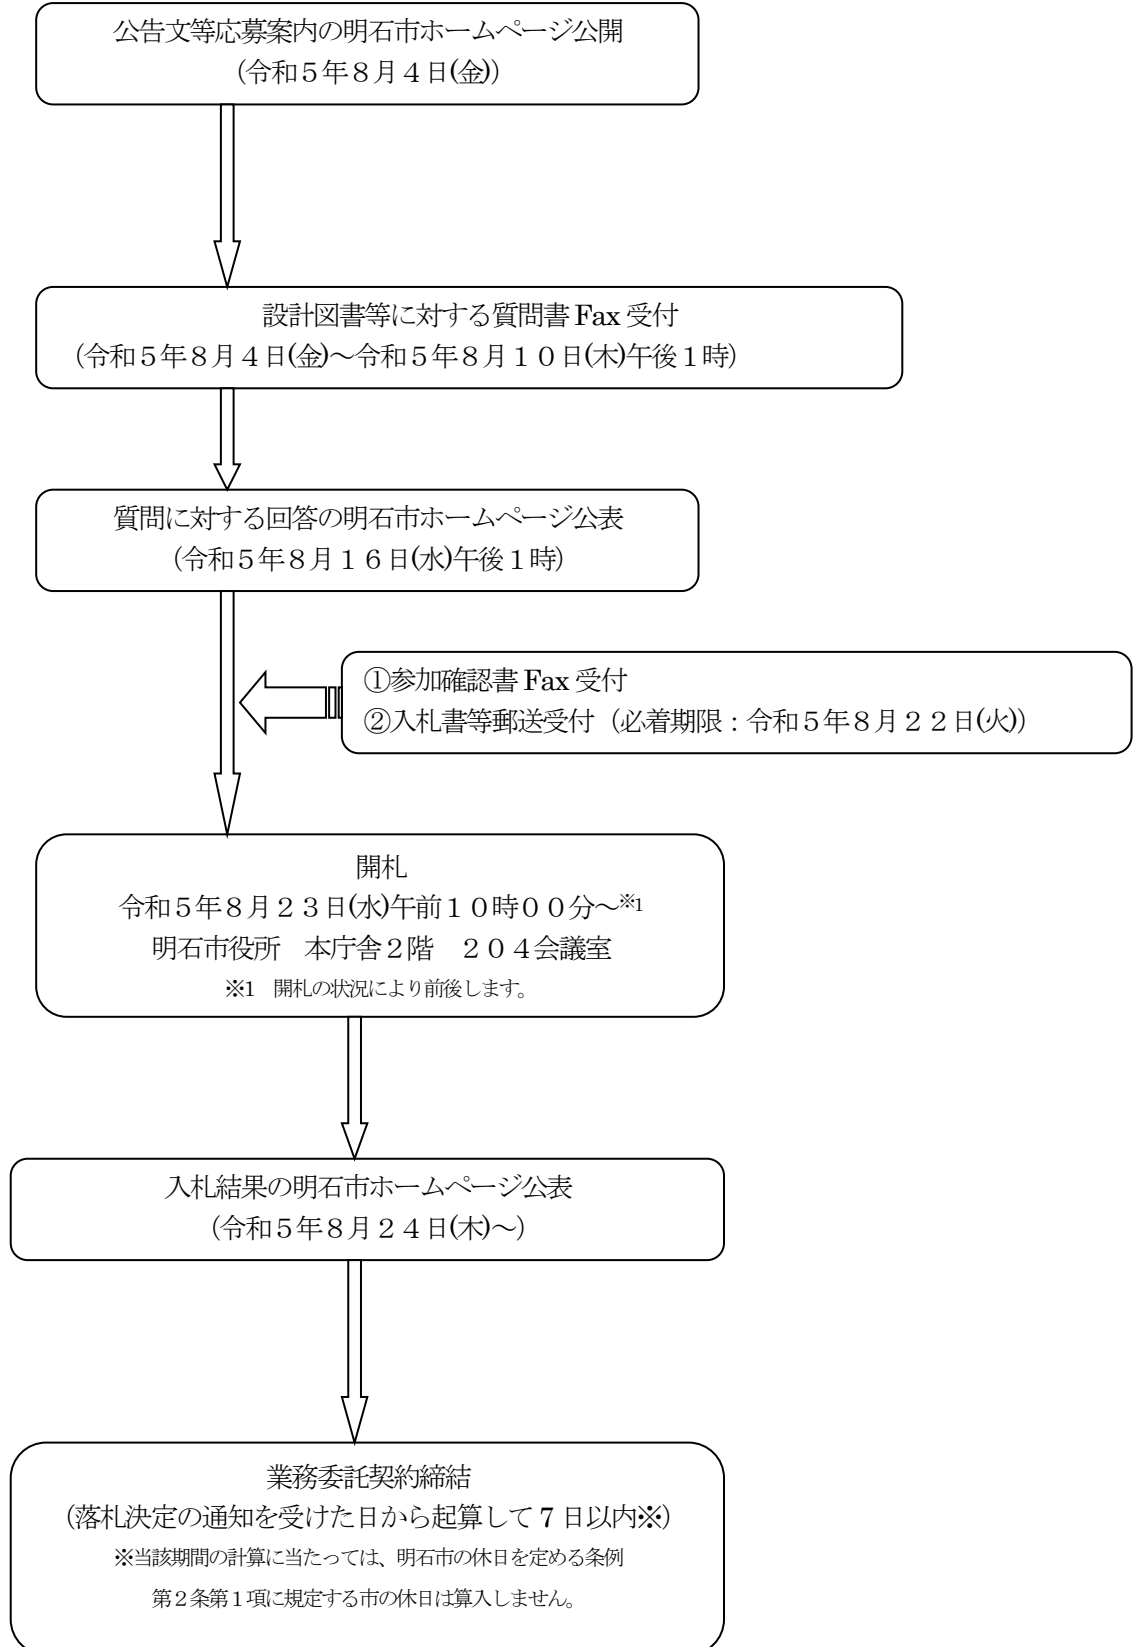 公告文等応募案内の明石市ホームページ公開
（令和５年８月４日(金)）
設計図書等に対する質問書 Fax 受付
（令和５年８月４日(金)～令和５年８月１０日(木)午後１時）
質問に対する回答の明石市ホームページ公表
（令和５年８月１６日(水)午後１時）
①参加確認書 Fax 受付
②入札書等郵送受付（必着期限：令和５年８月２２日(火)）
開札
令和５年８月２３日(水)午前１０時００分～※1
明石市役所　本庁舎２階　２０４会議室
※1　開札の状況により前後します。
入札結果の明石市ホームページ公表
（令和５年８月２４日(木)～）
業務委託契約締結
（落札決定の通知を受けた日から起算して 7 日以内※）
※当該期間の計算に当たっては、明石市の休日を定める条例
第２条第１項に規定する市の休日は算入しません。